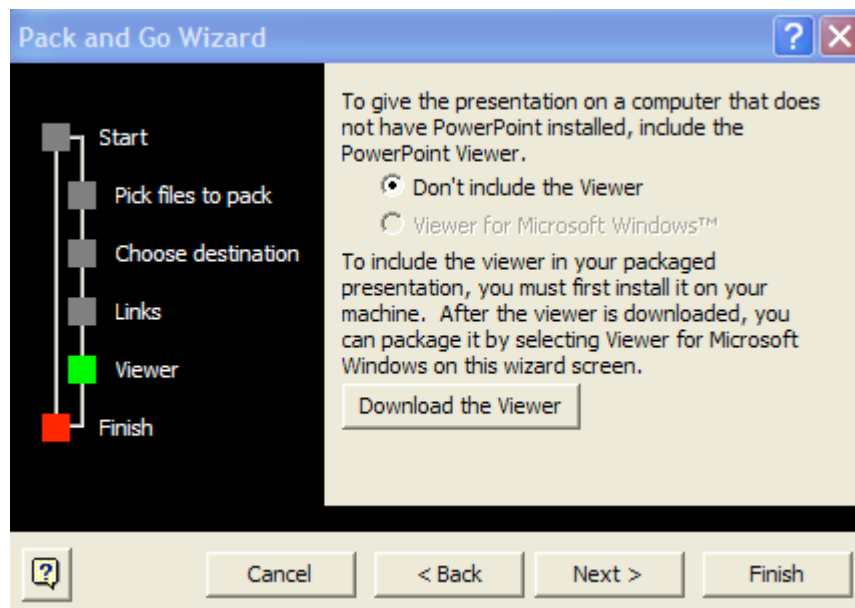 Pack and Go Wizard
Start
Pick files to pack
Choose destination
Links
Viewer
Finish
To give the presentation on a computer that does
not have PowerPoint installed, include the
PowerPoint Viewer.
Don't include the Viewer
Viewer for Microsoft Windows™
To include the viewer in your packaged
presentation, you must first install it on your
machine.  After the viewer is downloaded, you
can package it by selecting Viewer for Microsoft
Windows on this wizard screen.
Download the Viewer
Cancel
< Back
Next >
Finish